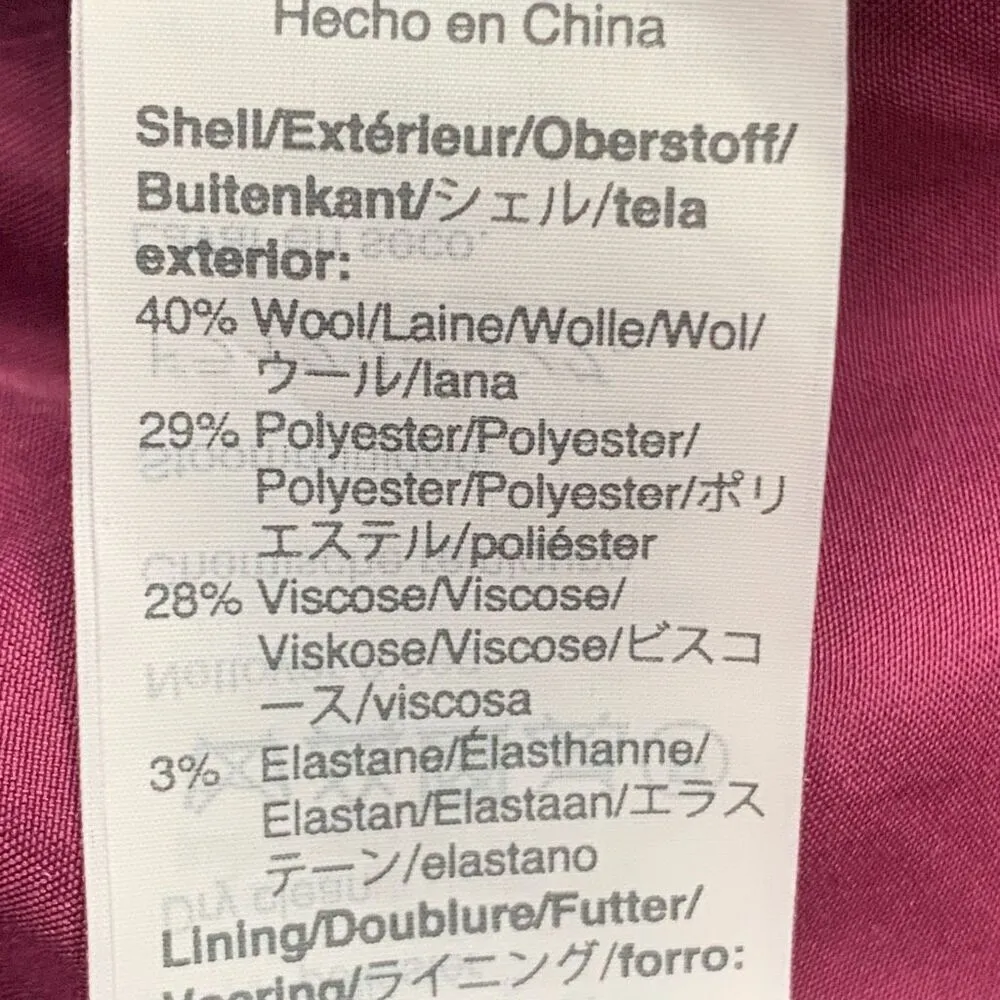 Hecho en China
Shell/Extérieur/Oberstoff/
Buitenkant/シェル/tela
exterior:
40% Wool/Laine/Wolle/Wol/
ウール/lana
29% Polyester/Polyester/
Polyester/Polyester/ポリ
エステル/poliéster
28% Viscose/Viscose/
Viskose/Viscose/ビスコ
ース/viscosa
3% Elastane/Élasthanne/
Elastan/Elastaan/エラス
テーン/elastano
Lining/Doublure/Futter/
Voering/ライニング/forro: